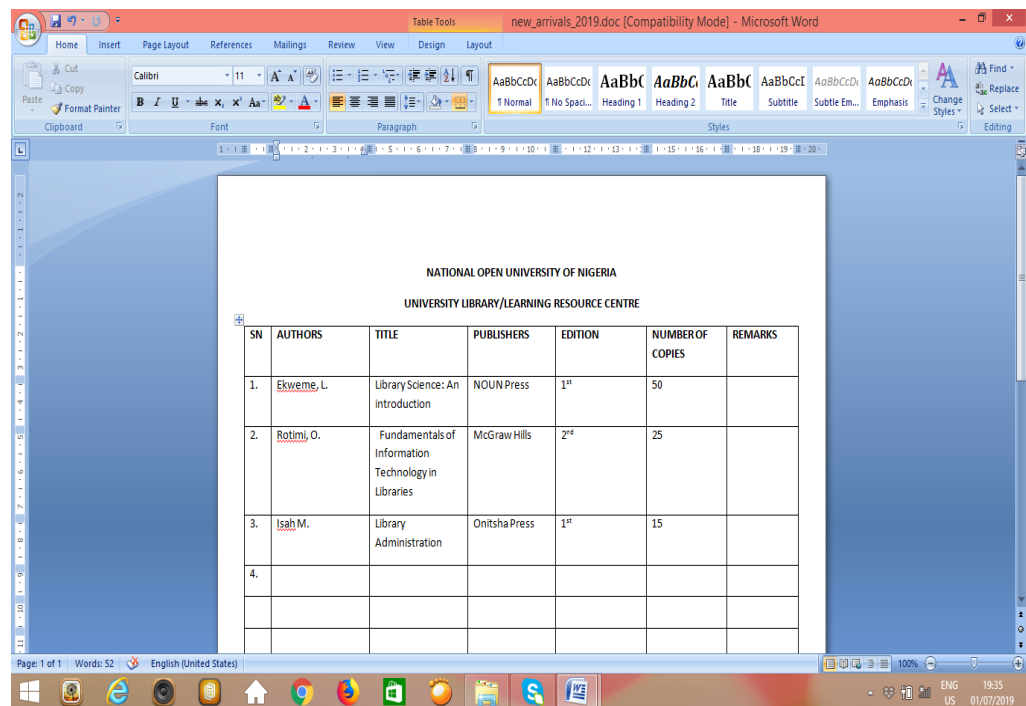 Table Tools
new_arrivals_2019.doc [Compatibility Mode] - Microsoft Word
Home Insert Page Layout References Mailings Review View Design Layout
Paste
Cut
Copy
Format Painter
Clipboard
Calibri 11
B I U abc x, x² Aa
Font
Paragraph
AaBbCcDc AaBbCcDc AaBbC AaBbC AaBbC AaBbCcI AaBbCcDc AaBbCcDc
¶ Normal ¶ No Spaci... Heading 1 Heading 2 Title Subtitle Subtle Em... Emphasis
Change Styles
Styles
Find
Replace
Select
Editing
NATIONAL OPEN UNIVERSITY OF NIGERIA
UNIVERSITY LIBRARY/LEARNING RESOURCE CENTRE
SN AUTHORS TITLE PUBLISHERS EDITION NUMBER OF COPIES REMARKS
1. Ekweme, L. Library Science: An introduction NOUN Press 1st 50
2. Rotimi, O. Fundamentals of Information Technology in Libraries McGraw Hills 2nd 25
3. Isah M. Library Administration Onitsha Press 1st 15
4.
Page: 1 of 1 Words: 52 English (United States) 100%
ENG 19:35
US 01/07/2019